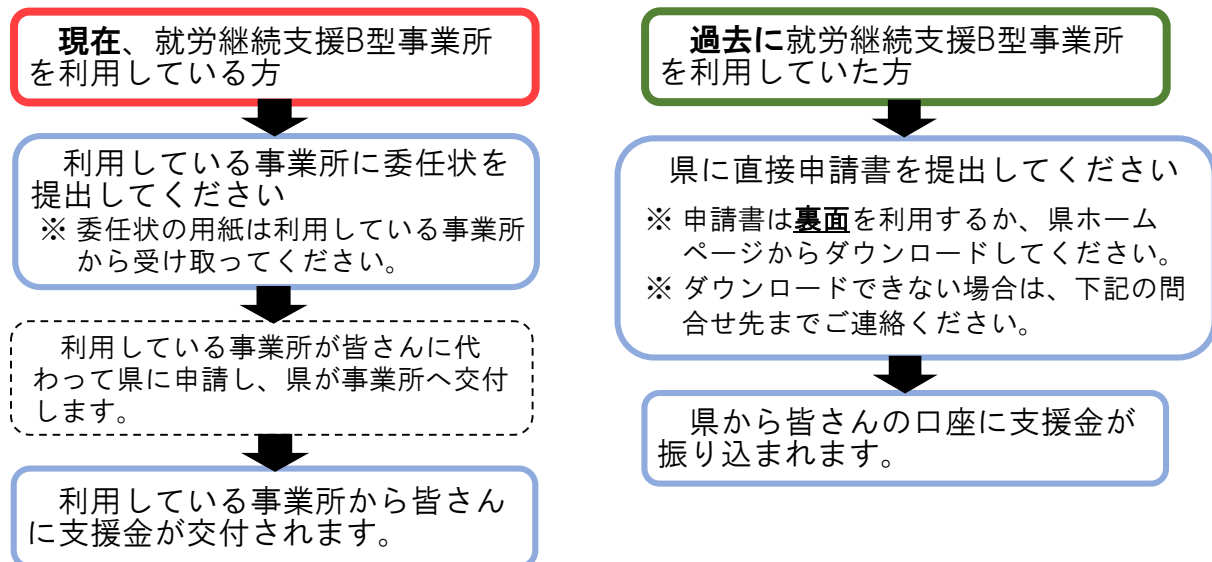 現在、就労継続支援B型事業所
を利用している方
利用している事業所に委任状を
提出してください
※ 委任状の用紙は利用している事業所
から受け取ってください。
利用している事業所が皆さんに代
わって県に申請し、県が事業所へ交付
します。
利用している事業所から皆さん
に支援金が交付されます。
過去に就労継続支援B型事業所
を利用していた方
県に直接申請書を提出してください
※ 申請書は裏面を利用するか、県ホーム
ページからダウンロードしてください。
※ ダウンロードできない場合は、下記の問
合せ先までご連絡ください。
県から皆さんの口座に支援金が
振り込まれます。